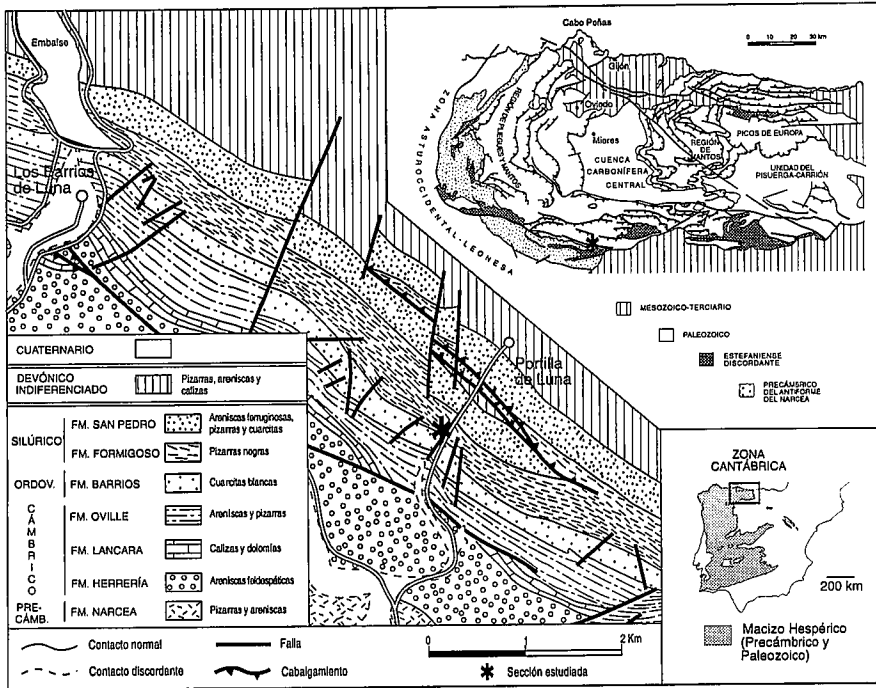 Embalse
Los Barrios
de Luna
Portilla
de Luna
CUATERNARIO
DEVÓNICO
INDIFERENCIADO
Pizarras, areniscas y
calizas
SILÚRICO
FM. SAN PEDRO
Areniscas ferruginosas,
pizarras y cuarcitas
FM. FORMIGOSO
Pizarras negras
ORDOV.
FM. BARRIOS
Cuarcitas blancas
CÁMBRICO
FM. OVILLE
Areniscas y pizarras
FM. LANCARA
Calizas y dolomías
FM. HERRERÍA
Areniscas feldespáticas
PRE-
CÁMB.
FM. NARCEA
Pizarras y areniscas
Contacto normal
Falla
Contacto discordante
Cabalgamiento
0 1 2 Km
Sección estudiada
Cabo Peñas
0 10 20 30 km
Gijón
Oviedo
Mieres
ZONA ASTUROCCIDENTAL-LEONESA
REGIÓN DE PLIEGUES Y MANTOS
CUENCA
CARBONÍFERA
CENTRAL
REGIÓN
DE
MANTOS
PICOS DE EUROPA
UNIDAD DEL
PISUERGA-CARRIÓN
MESOZOICO-TERCIARIO
PALEOZOICO
ESTEFANIENSE
DISCORDANTE
PRECÁMBRICO
DEL ANTIFORME
DEL NARCEA
ZONA
CANTÁBRICA
200 km
Macizo Hespérico
(Precámbrico y
Paleozoico)